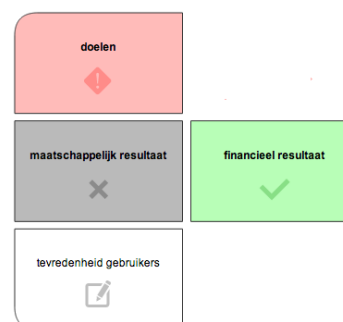 doelen
maatschappelijk resultaat
financieel resultaat
tevredenheid gebruikers